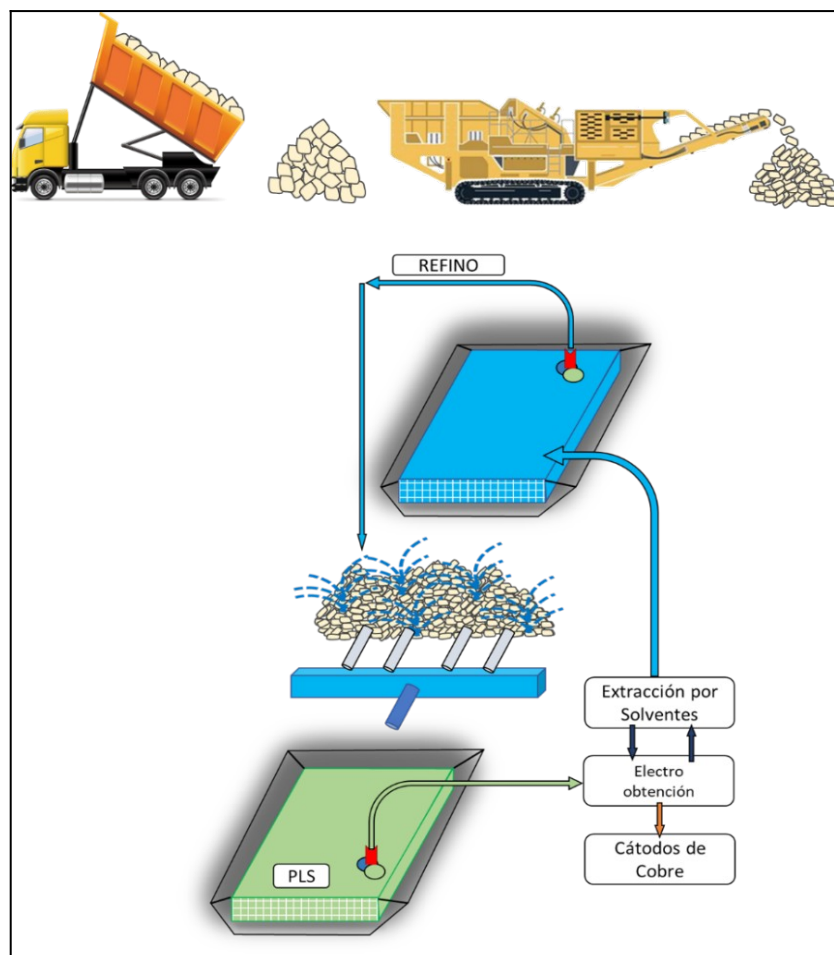 REFINO
Extracción por
Solventes
Electro
obtención
PLS
Cátodos de
Cobre